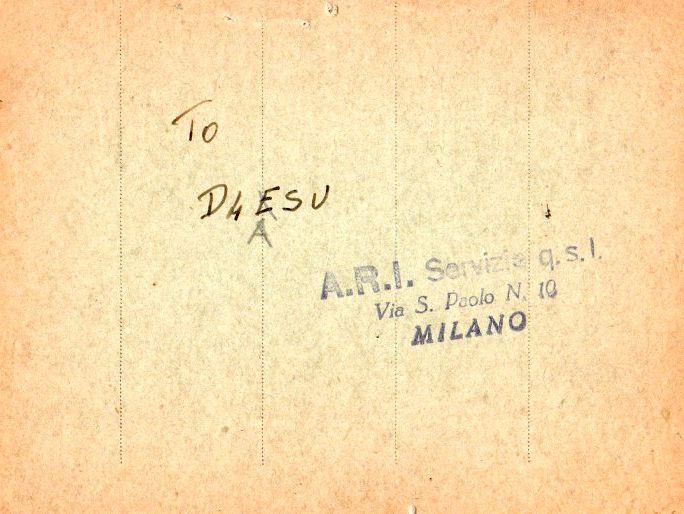 To
D4ESU
A
A.R.I. Servizio q.s.l.
Via S. Paolo N. 10
MILANO